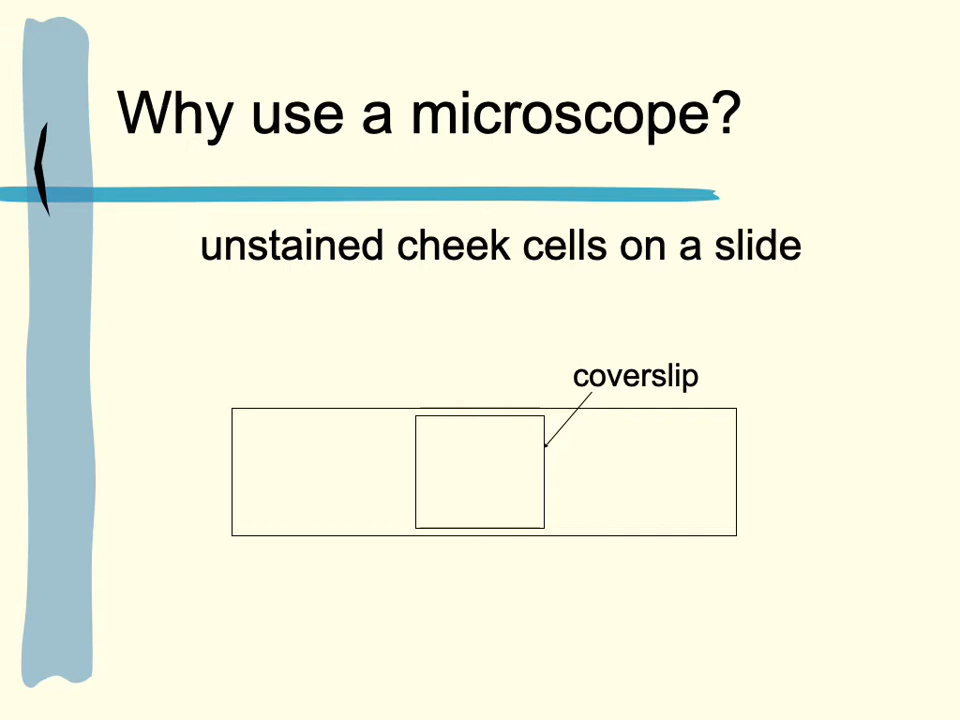 Why use a microscope?
unstained cheek cells on a slide
coverslip